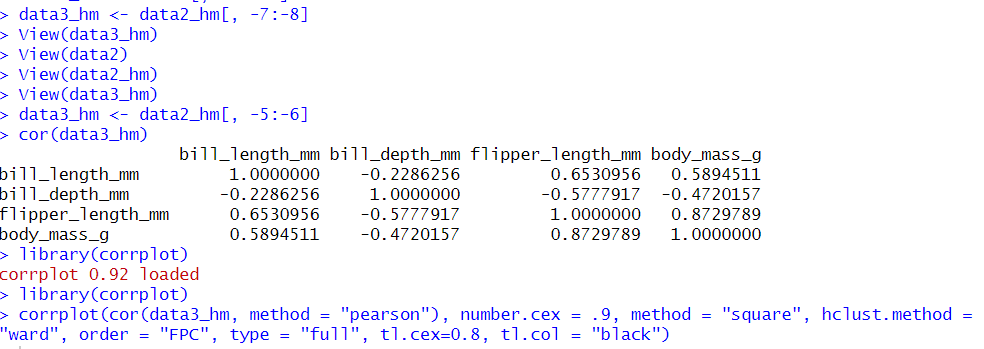 > data3_hm <- data2_hm[, -7:-8]
> View(data3_hm)
> View(data2)
> View(data2_hm)
> View(data3_hm)
> data3_hm <- data2_hm[, -5:-6]
> cor(data3_hm)
bill_length_mm bill_depth_mm flipper_length_mm body_mass_g
bill_length_mm 1.0000000 -0.2286256 0.6530956 0.5894511
bill_depth_mm -0.2286256 1.0000000 -0.5777917 -0.4720157
flipper_length_mm 0.6530956 -0.5777917 1.0000000 0.8729789
body_mass_g 0.5894511 -0.4720157 0.8729789 1.0000000
> library(corrplot)
corrplot 0.92 loaded
> library(corrplot)
> corrplot(cor(data3_hm, method = "pearson"), number.cex = .9, method = "square", hclust.method =
"ward", order = "FPC", type = "full", tl.cex=0.8, tl.col = "black")